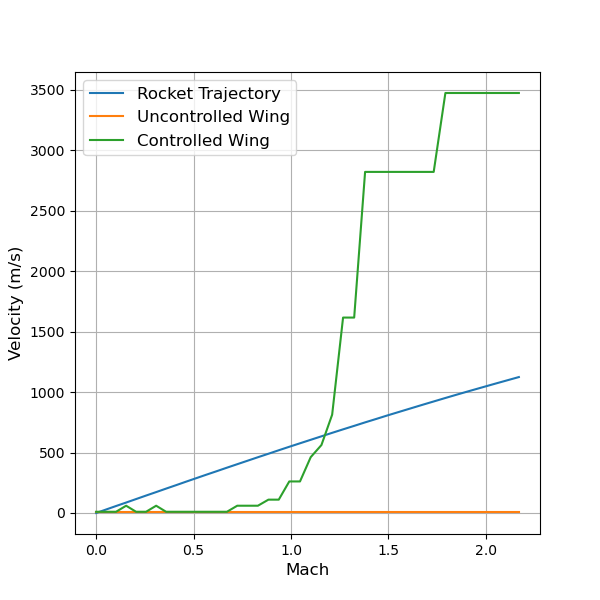 Rocket Trajectory
Uncontrolled Wing
Controlled Wing
3500
3000
2500
2000
1500
1000
500
0
Velocity (m/s)
0.0 0.5 1.0 1.5 2.0
Mach